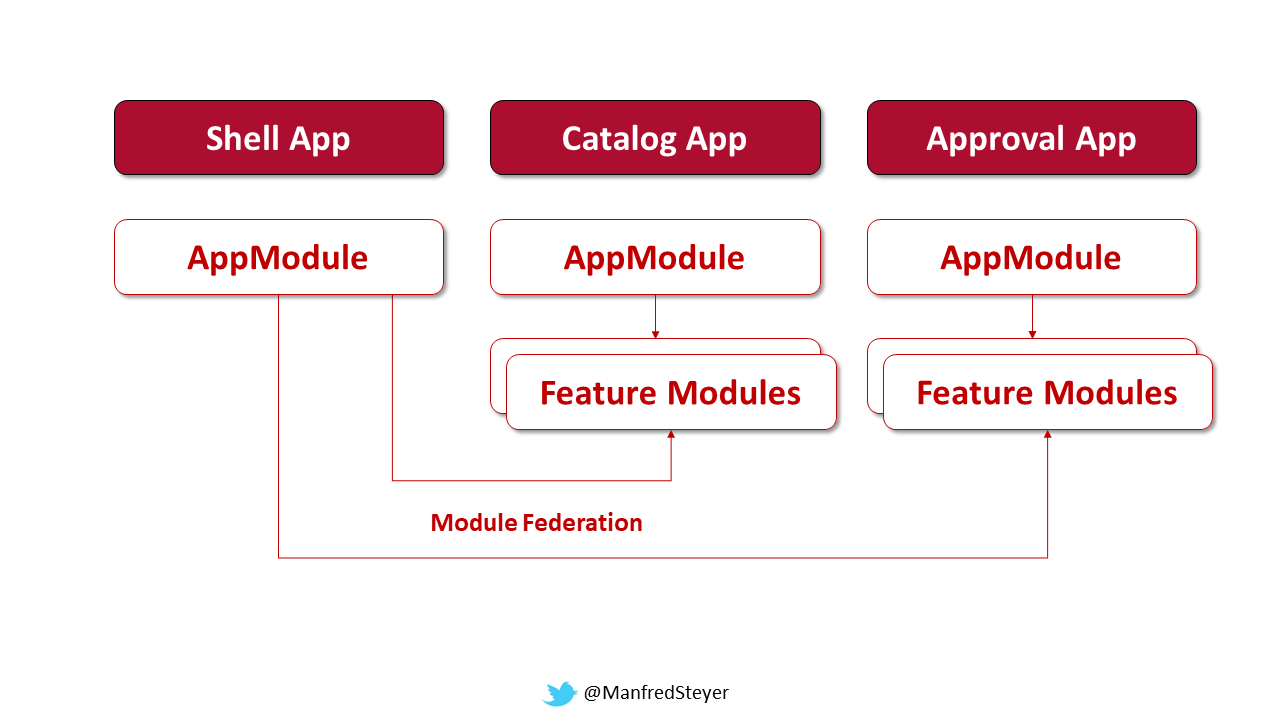 Shell App
Catalog App
Approval App
AppModule
AppModule
AppModule
Feature Modules
Feature Modules
Module Federation
@ManfredSteyer